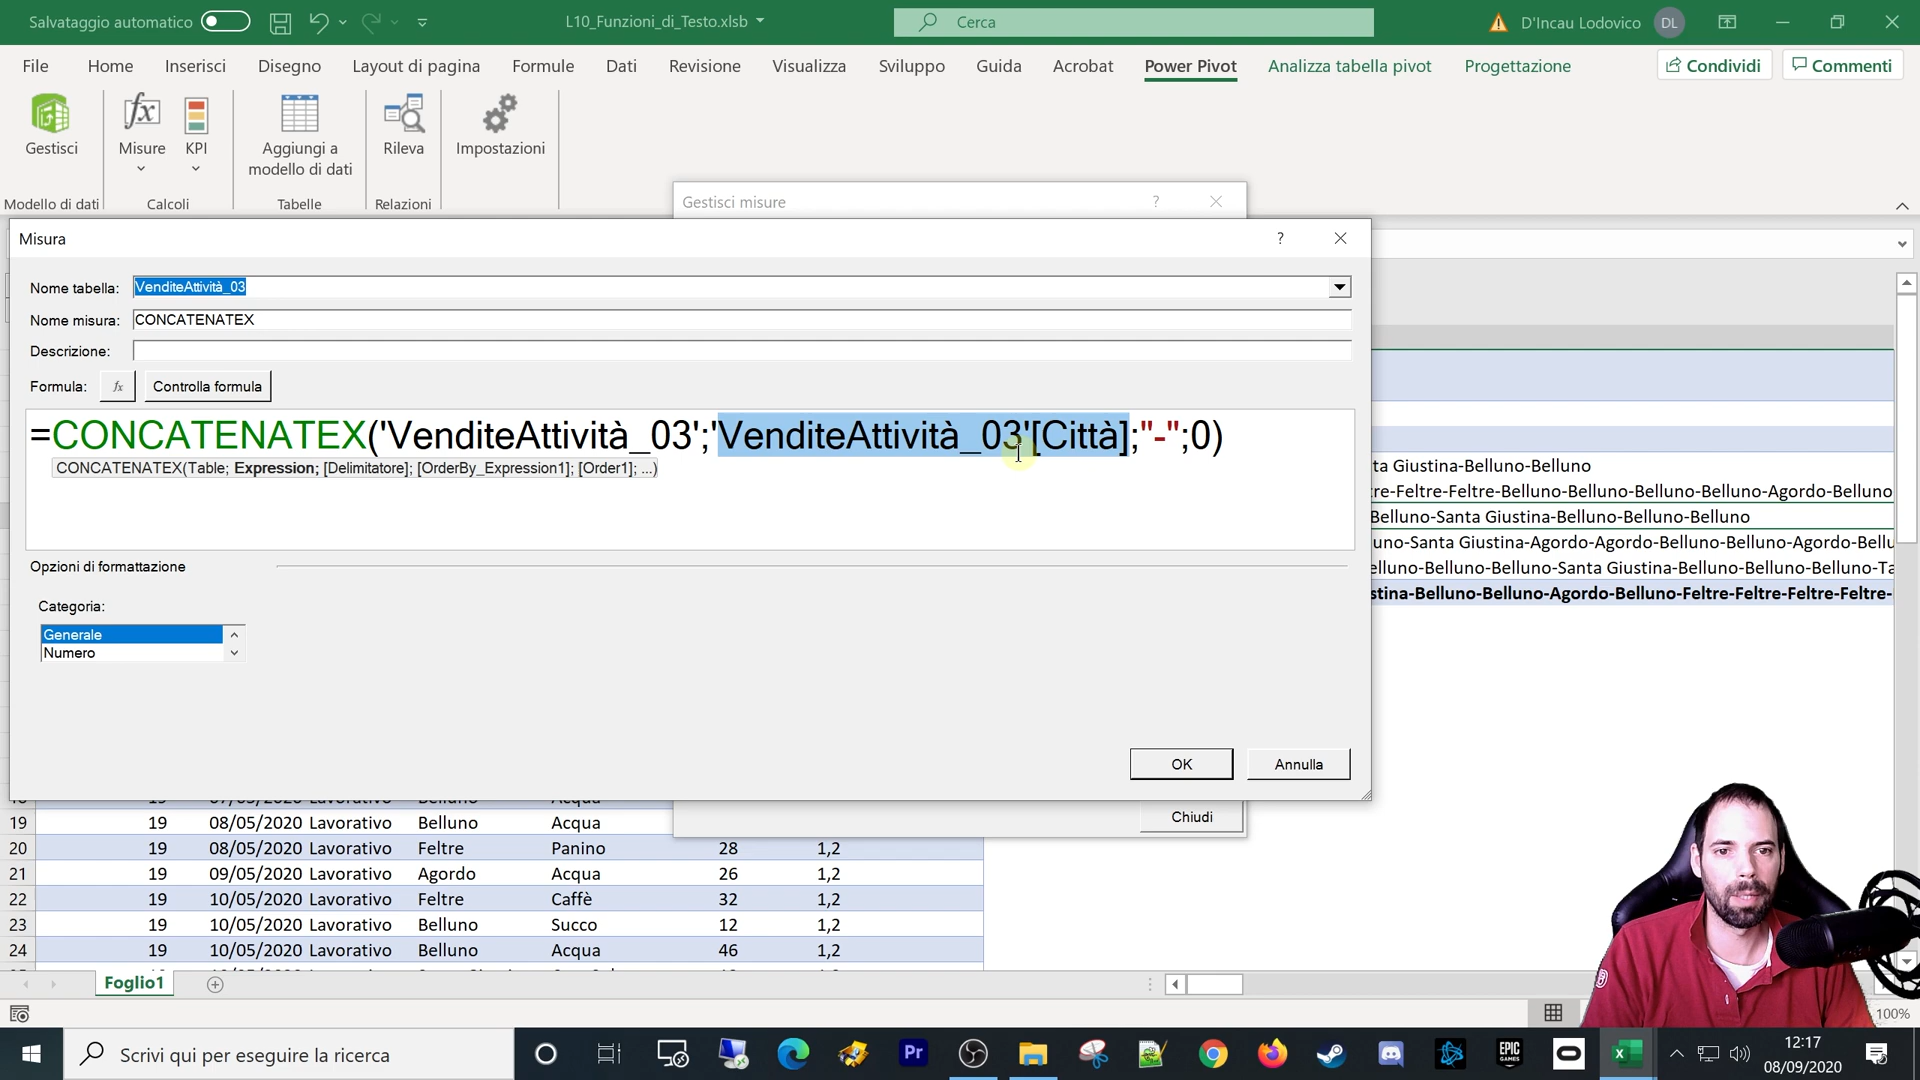 Salvataggio automatico
L10_Funzioni_di_Testo.xlsb
Cerca
D'Incau Lodovico
DL
File Home Inserisci Disegno Layout di pagina Formule Dati Revisione Visualizza Sviluppo Guida Acrobat Power Pivot Analizza tabella pivot Progettazione
Condividi
Commenti
Gestisci
Misure
KPI
Aggiungi a
modello di dati
Rileva
Impostazioni
Modello di dati
Calcoli
Tabelle
Relazioni
Gestisci misure
?
Misura
?
Nome tabella: VenditeAttività_03
Nome misura: CONCATENATEX
Descrizione:
Formula: fx Controlla formula
=CONCATENATEX('VenditeAttività_03';'VenditeAttività_03'[Città];"-";0)
CONCATENATEX(Table; Expression; [Delimitatore]; [OrderBy_Expression1]; [Order1]; ...)
ta Giustina-Belluno-Belluno
re-Feltre-Feltre-Belluno-Belluno-Belluno-Belluno-Agordo-Belluno
Belluno-Santa Giustina-Belluno-Belluno-Belluno
uno-Santa Giustina-Agordo-Agordo-Belluno-Belluno-Agordo-Bellu
elluno-Belluno-Belluno-Santa Giustina-Belluno-Belluno-Belluno-Ta
stina-Belluno-Belluno-Agordo-Belluno-Feltre-Feltre-Feltre-Feltre-
Opzioni di formattazione
Categoria:
Generale
Numero
OK
Annulla
Chiudi
19 19 08/05/2020 Lavorativo Belluno Acqua
20 19 08/05/2020 Lavorativo Feltre Panino 28 1,2
21 19 09/05/2020 Lavorativo Agordo Acqua 26 1,2
22 19 10/05/2020 Lavorativo Feltre Caffè 32 1,2
23 19 10/05/2020 Lavorativo Belluno Succo 12 1,2
24 19 10/05/2020 Lavorativo Belluno Acqua 46 1,2
Foglio1
100%
Scrivi qui per eseguire la ricerca
Pr
EPIC
GAMES
12:17
08/09/2020